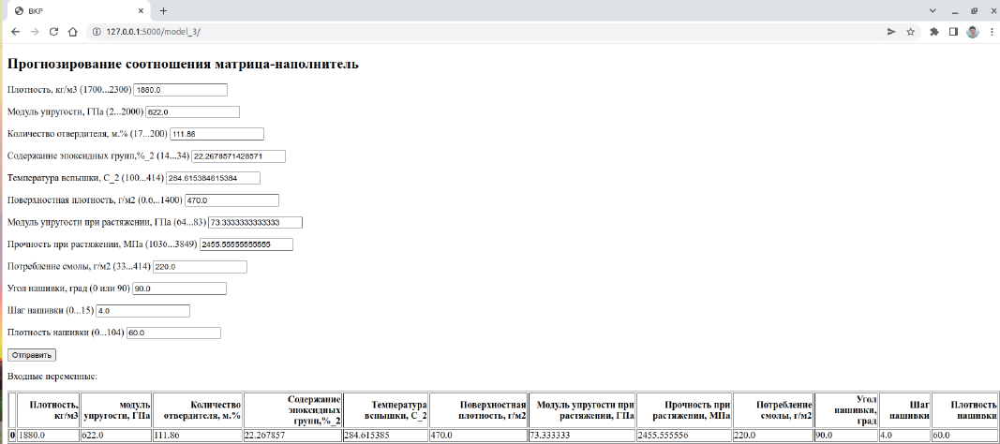 ВКР
127.0.0.1:5000/model_3/
Прогнозирование соотношения матрица-наполнитель
Плотность, кг/м3 (1700...2300) 1880.0
Модуль упругости, ГПа (2...2000) 622.0
Количество отвердителя, м.% (17...200) 111.86
Содержание эпоксидных групп,%_2 (14...34) 22.2678571428571
Температура вспышки, С_2 (100...414) 284.615384615384
Поверхностная плотность, г/м2 (0.6...1400) 470.0
Модуль упругости при растяжении, ГПа (64...83) 73.3333333333333
Прочность при растяжении, МПа (1036...3849) 2455.55555555555
Потребление смолы, г/м2 (33...414) 220.0
Угол нашивки, град (0 или 90) 90.0
Шаг нашивки (0...15) 4.0
Плотность нашивки (0...104) 60.0
Отправить
Входные переменные:
Плотность, кг/м3 модуль упругости, ГПа Количество отвердителя, м.% Содержание эпоксидных групп,%_2 Температура вспышки, С_2 Поверхностная плотность, г/м2 Модуль упругости при растяжении, ГПа Прочность при растяжении, МПа Потребление смолы, г/м2 Угол нашивки, град Шаг нашивки Плотность нашивки
0 1880.0 622.0 111.86 22.267857 284.615385 470.0 73.333333 2455.555556 220.0 90.0 4.0 60.0